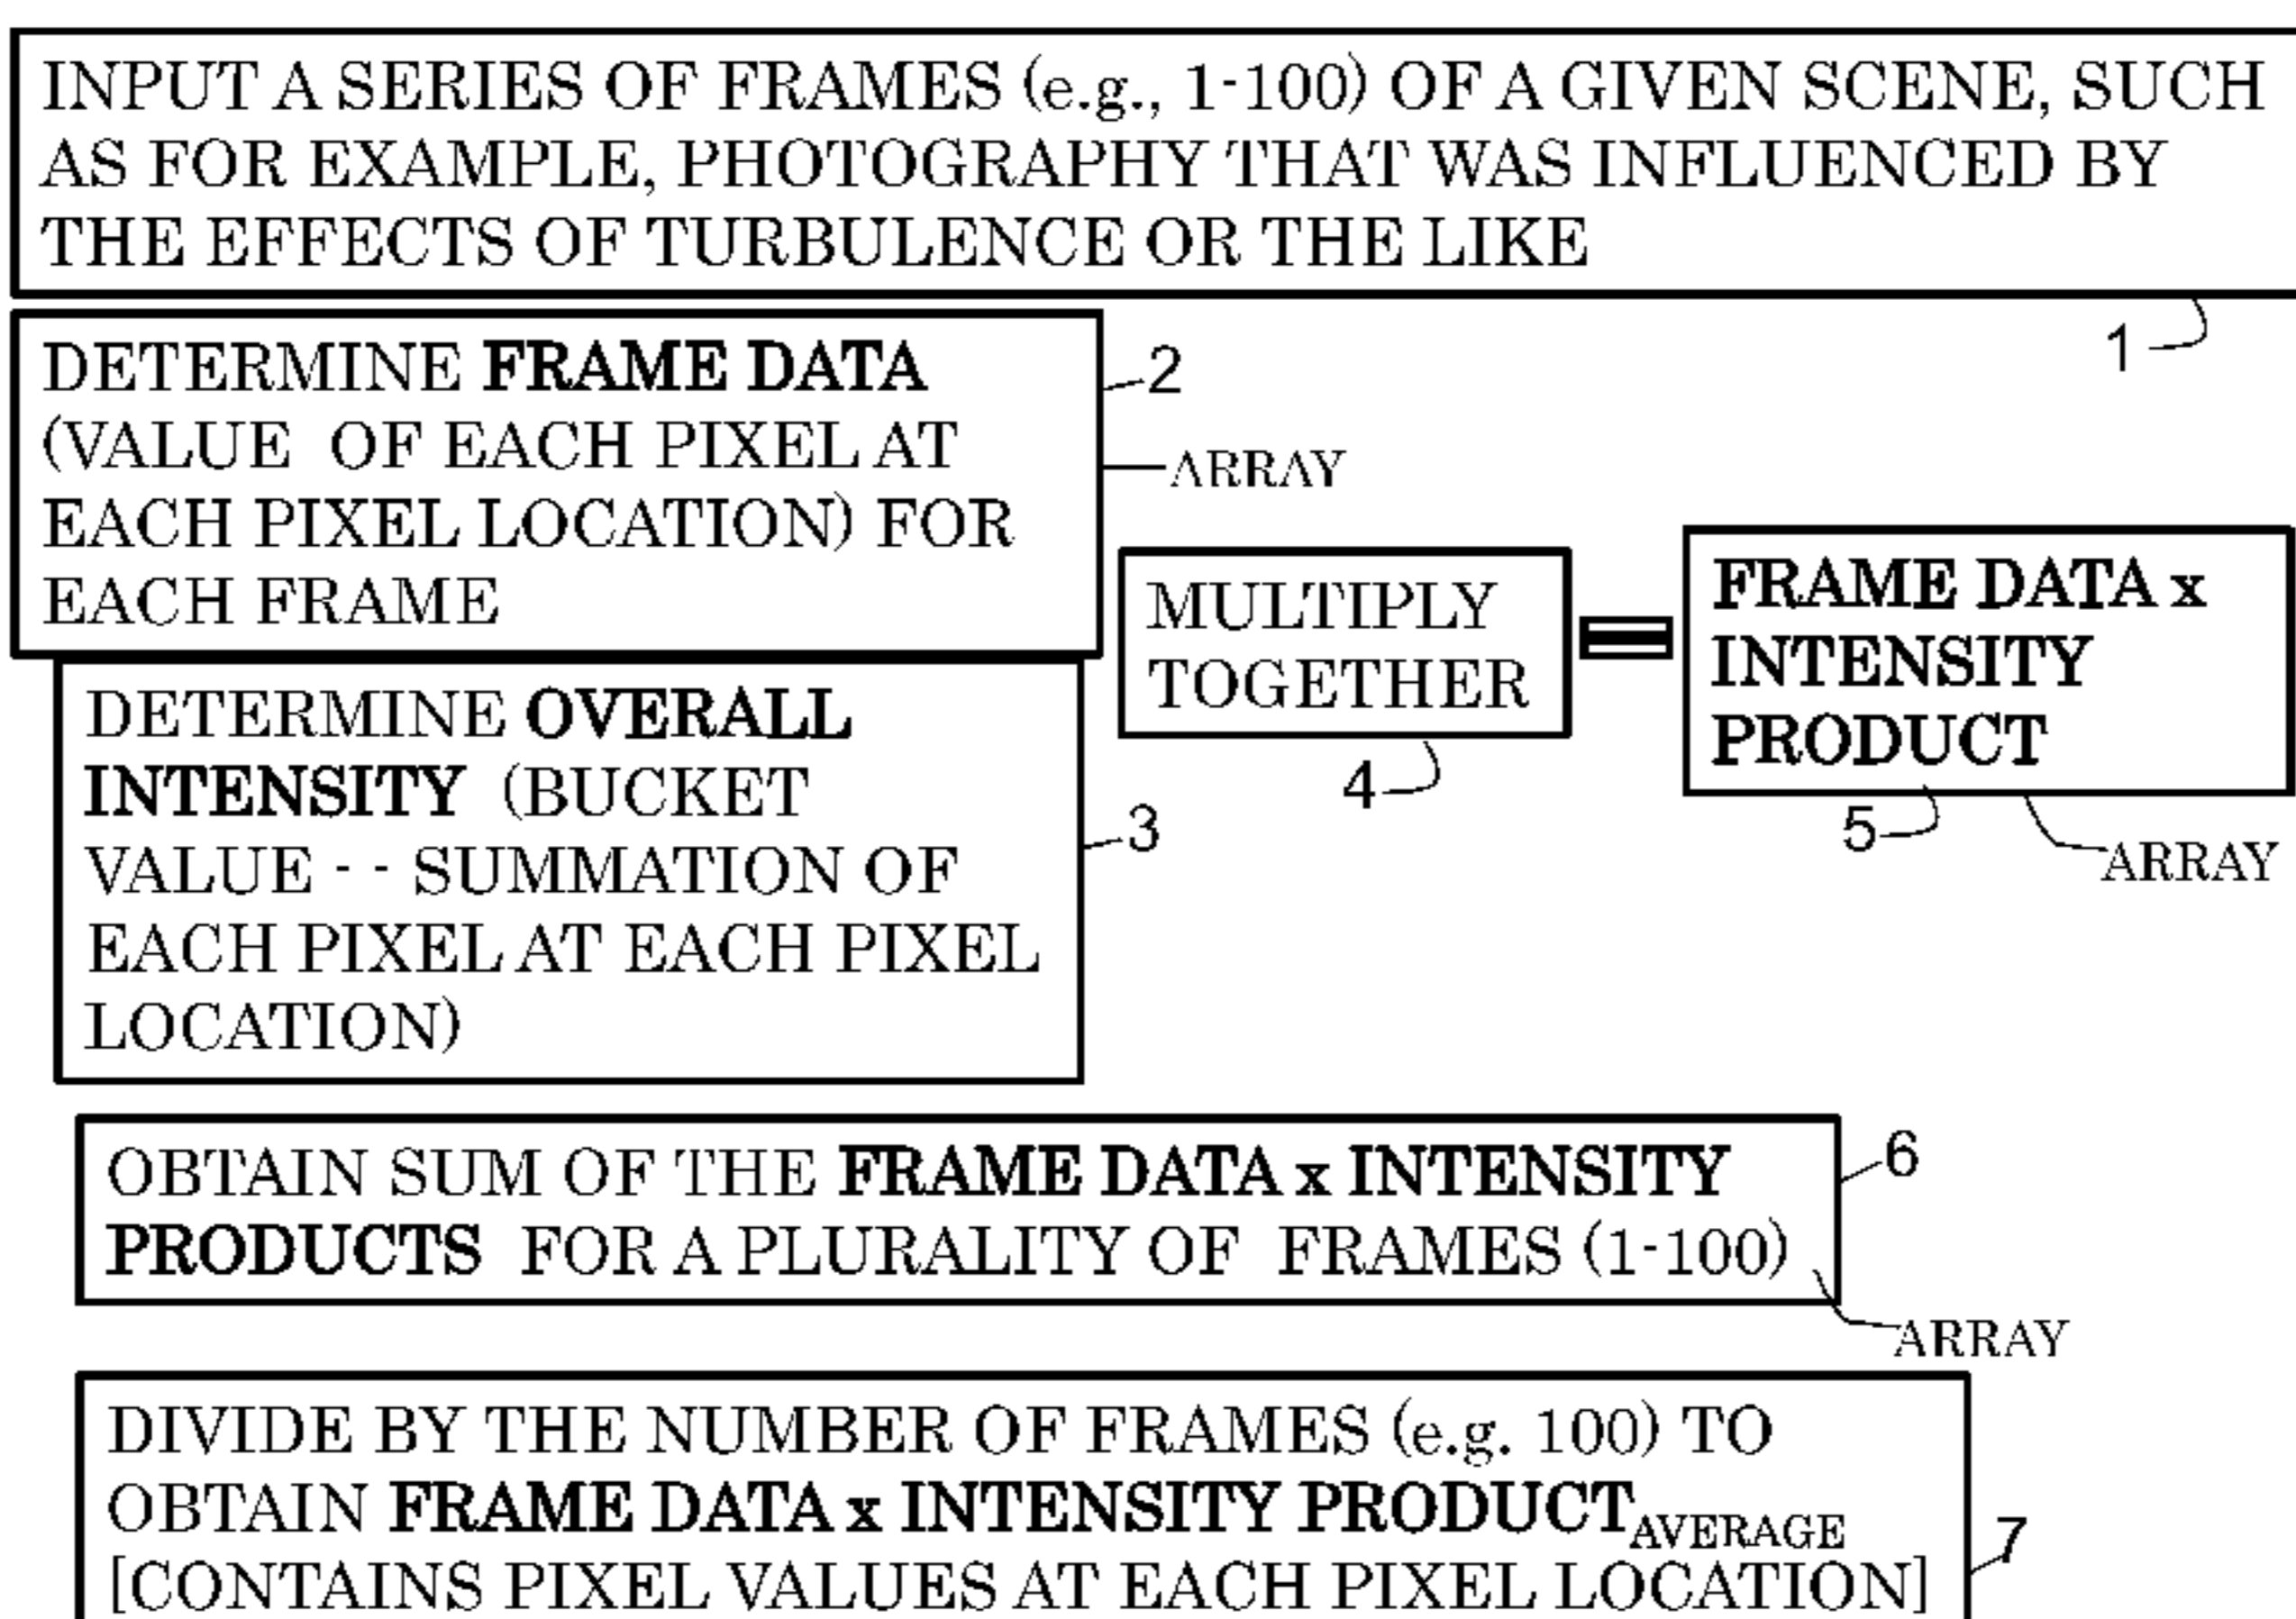 INPUT A SERIES OF FRAMES (e.g., 1-100) OF A GIVEN SCENE, SUCH
AS FOR EXAMPLE, PHOTOGRAPHY THAT WAS INFLUENCED BY
THE EFFECTS OF TURBULENCE OR THE LIKE
1
DETERMINE FRAME DATA
(VALUE OF EACH PIXEL AT
EACH PIXEL LOCATION) FOR
EACH FRAME
2
ARRAY
DETERMINE OVERALL
INTENSITY (BUCKET
VALUE - - SUMMATION OF
EACH PIXEL AT EACH PIXEL
LOCATION)
3
MULTIPLY
TOGETHER
4
=
FRAME DATA x
INTENSITY
PRODUCT
5
ARRAY
OBTAIN SUM OF THE FRAME DATA x INTENSITY
PRODUCTS FOR A PLURALITY OF FRAMES (1-100)
6
ARRAY
DIVIDE BY THE NUMBER OF FRAMES (e.g. 100) TO
OBTAIN FRAME DATA x INTENSITY PRODUCT AVERAGE
[CONTAINS PIXEL VALUES AT EACH PIXEL LOCATION]
7